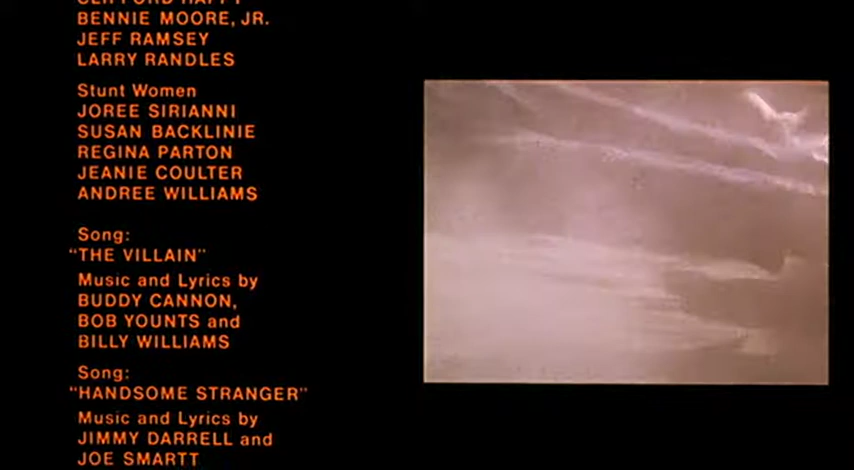 BENNIE MOORE, JR.
JEFF RAMSEY
LARRY RANDLES
Stunt Women
JOREE SIRIANNI
SUSAN BACKLINIE
REGINA PARTON
JEANIE COULTER
ANDREE WILLIAMS
Song:
"THE VILLAIN"
Music and Lyrics by
BUDDY CANNON,
BOB YOUNTS and
BILLY WILLIAMS
Song:
"HANDSOME STRANGER"
Music and Lyrics by
JIMMY DARRELL and
JOE SMARTT